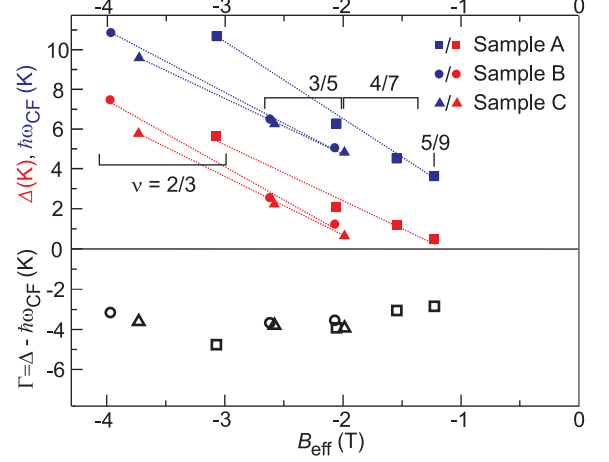 -4 -3 -2 -1 0
Δ(K), ħω_CF (K)
10
8
6
4
2
0
■/■ Sample A
●/● Sample B
▲/▲ Sample C
3/5 4/7
5/9
ν = 2/3
Γ=Δ - ħω_CF (K)
-2
-4
-6
-4 -3 -2 -1 0
B_eff (T)